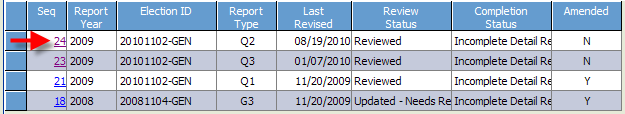 Seq Report Year Election ID Report Type Last Revised Review Status Completion Status Amended
24 2009 20101102-GEN Q2 08/19/2010 Reviewed Incomplete Detail Re N
23 2009 20101102-GEN Q3 01/07/2010 Reviewed Incomplete Detail Re N
21 2009 20101102-GEN Q1 11/20/2009 Reviewed Incomplete Detail Re Y
18 2008 20081104-GEN G3 11/20/2009 Updated - Needs Re Incomplete Detail Re Y